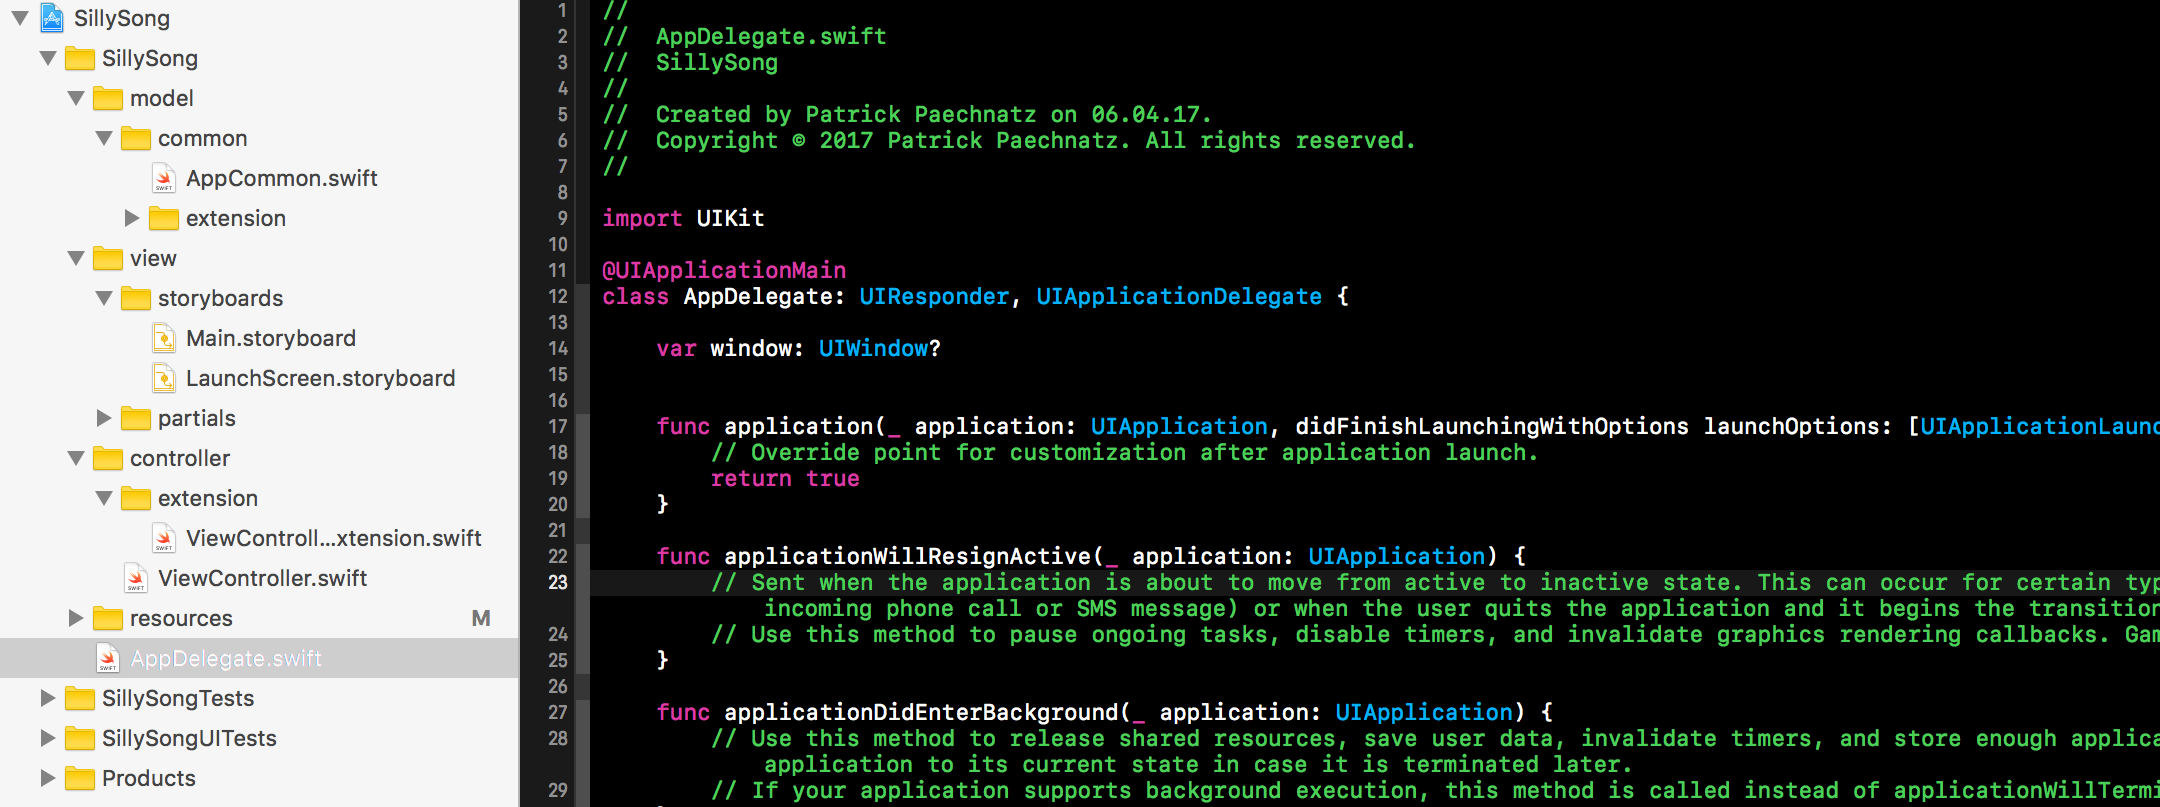 SillySong
SillySong
model
common
AppCommon.swift
extension
view
storyboards
Main.storyboard
LaunchScreen.storyboard
partials
controller
extension
ViewControll...xtension.swift
ViewController.swift
resources M
AppDelegate.swift
SillySongTests
SillySongUITests
Products
1 //
2 //  AppDelegate.swift
3 //  SillySong
4 //
5 //  Created by Patrick Paechnatz on 06.04.17.
6 //  Copyright © 2017 Patrick Paechnatz. All rights reserved.
7 //
8
9 import UIKit
10
11 @UIApplicationMain
12 class AppDelegate: UIResponder, UIApplicationDelegate {
13
14     var window: UIWindow?
15
16
17     func application(_ application: UIApplication, didFinishLaunchingWithOptions launchOptions: [UIApplicationLaunc
18         // Override point for customization after application launch.
19         return true
20     }
21
22     func applicationWillResignActive(_ application: UIApplication) {
23         // Sent when the application is about to move from active to inactive state. This can occur for certain typ
incoming phone call or SMS message) or when the user quits the application and it begins the transition
24         // Use this method to pause ongoing tasks, disable timers, and invalidate graphics rendering callbacks. Gam
25     }
26
27     func applicationDidEnterBackground(_ application: UIApplication) {
28         // Use this method to release shared resources, save user data, invalidate timers, and store enough applica
application to its current state in case it is terminated later.
29         // If your application supports background execution, this method is called instead of applicationWillTermi